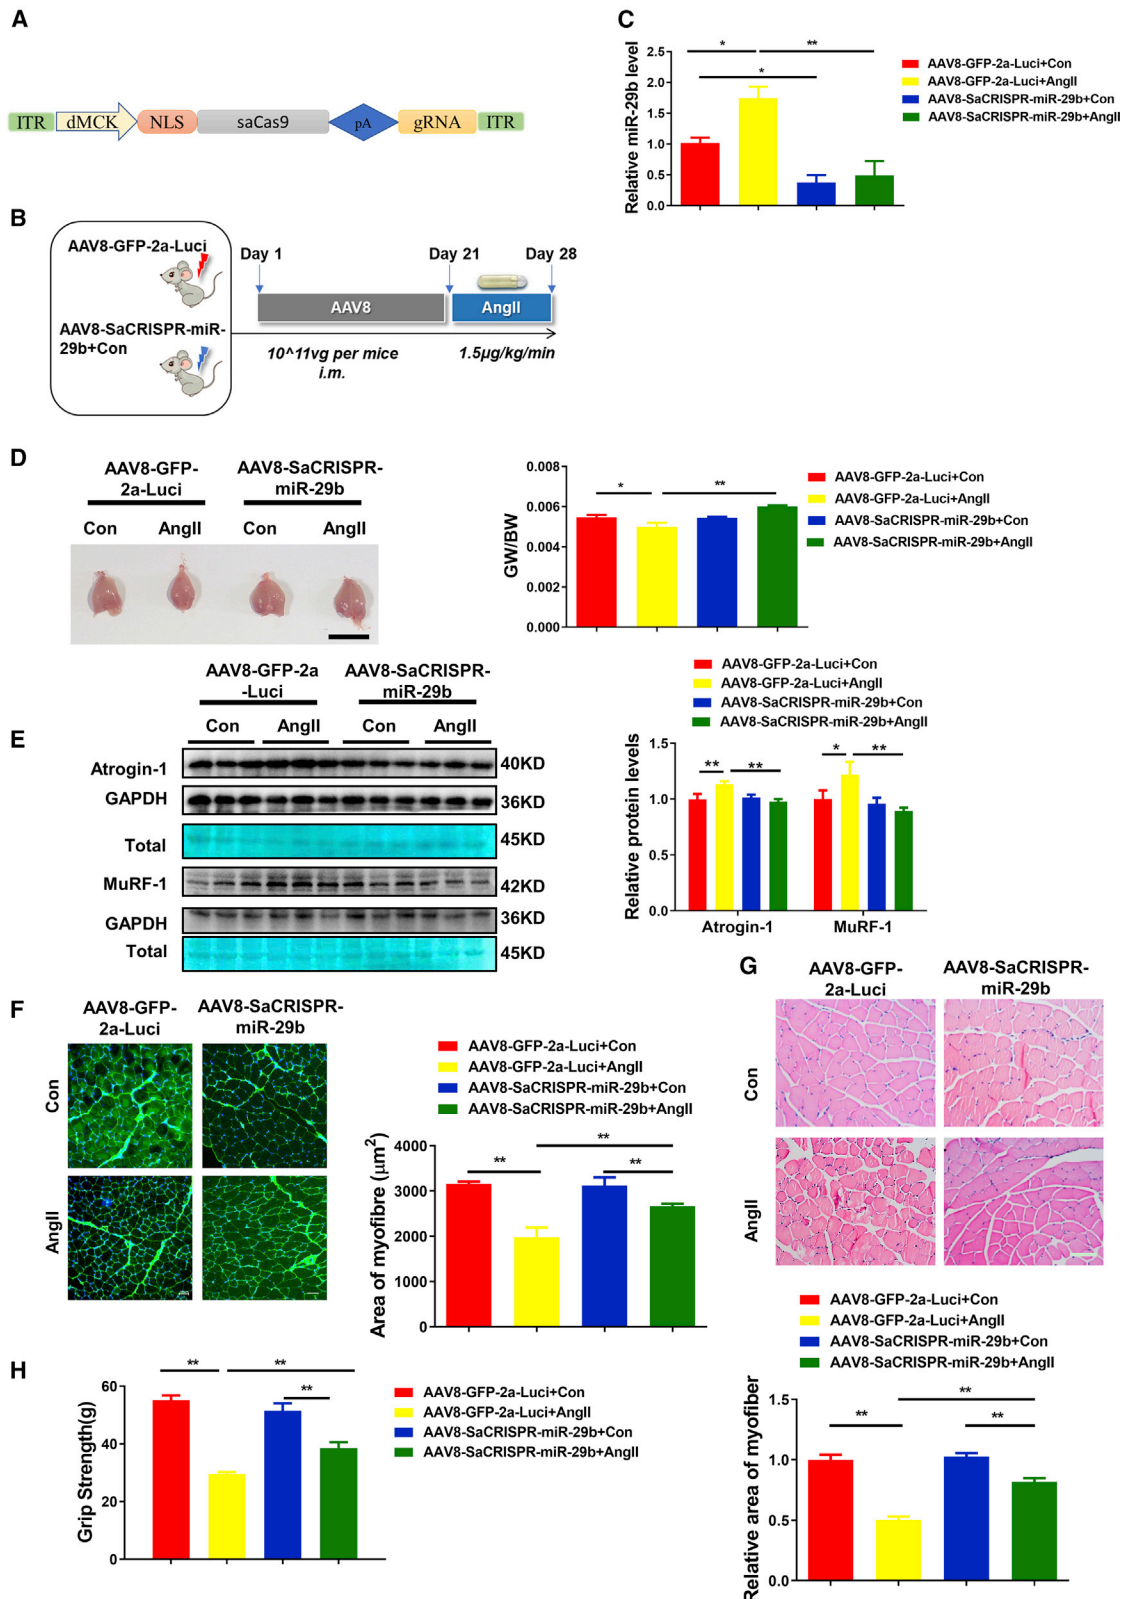 A
ITR dMCK NLS saCas9 pA gRNA ITR
B
AAV8-GFP-2a-Luci
AAV8-SaCRISPR-miR-
29b+Con
Day 1
Day 21
Day 28
AAV8
AngII
10^11vg per mice
i.m.
1.5µg/kg/min
C
Relative miR-29b level
2.5
2.0
1.5
1.0
0.5
0.0
*
**
*
AAV8-GFP-2a-Luci+Con
AAV8-GFP-2a-Luci+AngII
AAV8-SaCRISPR-miR-29b+Con
AAV8-SaCRISPR-miR-29b+AngII
D
AAV8-GFP-
2a-Luci
AAV8-SaCRISPR-
miR-29b
Con AngII Con AngII
GW/BW
0.008
0.006
0.004
0.002
0.000
*
**
AAV8-GFP-2a-Luci+Con
AAV8-GFP-2a-Luci+AngII
AAV8-SaCRISPR-miR-29b+Con
AAV8-SaCRISPR-miR-29b+AngII
E
AAV8-GFP-2a
-Luci
AAV8-SaCRISPR-
miR-29b
Con AngII Con AngII
Atrogin-1 40KD
GAPDH 36KD
Total 45KD
MuRF-1 42KD
GAPDH 36KD
Total 45KD
AAV8-GFP-2a-Luci+Con
AAV8-GFP-2a-Luci+AngII
AAV8-SaCRISPR-miR-29b+Con
AAV8-SaCRISPR-miR-29b+AngII
Relative protein levels
1.5
1.0
0.5
0.0
** **
* **
Atrogin-1 MuRF-1
F
AAV8-GFP-
2a-Luci
AAV8-SaCRISPR-
miR-29b
Con
AngII
AAV8-GFP-2a-Luci+Con
AAV8-GFP-2a-Luci+AngII
AAV8-SaCRISPR-miR-29b+Con
AAV8-SaCRISPR-miR-29b+AngII
Area of myofibre (µm²)
4000
3000
2000
1000
0
**
**
**
G
AAV8-GFP-
2a-Luci
AAV8-SaCRISPR-
miR-29b
Con
AngII
AAV8-GFP-2a-Luci+Con
AAV8-GFP-2a-Luci+AngII
AAV8-SaCRISPR-miR-29b+Con
AAV8-SaCRISPR-miR-29b+AngII
Relative area of myofiber
1.5
1.0
0.5
0.0
**
**
**
H
Grip Strength(g)
60
40
20
0
**
**
**
AAV8-GFP-2a-Luci+Con
AAV8-GFP-2a-Luci+AngII
AAV8-SaCRISPR-miR-29b+Con
AAV8-SaCRISPR-miR-29b+AngII